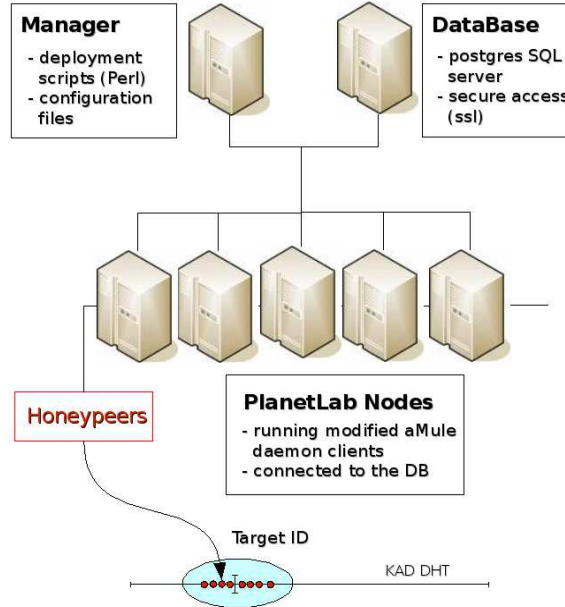 Manager
- deployment
scripts (Perl)
- configuration
files
DataBase
- postgres SQL
server
- secure access
(ssl)
Honeypeers
PlanetLab Nodes
- running modified aMule
daemon clients
- connected to the DB
Target ID
KAD DHT